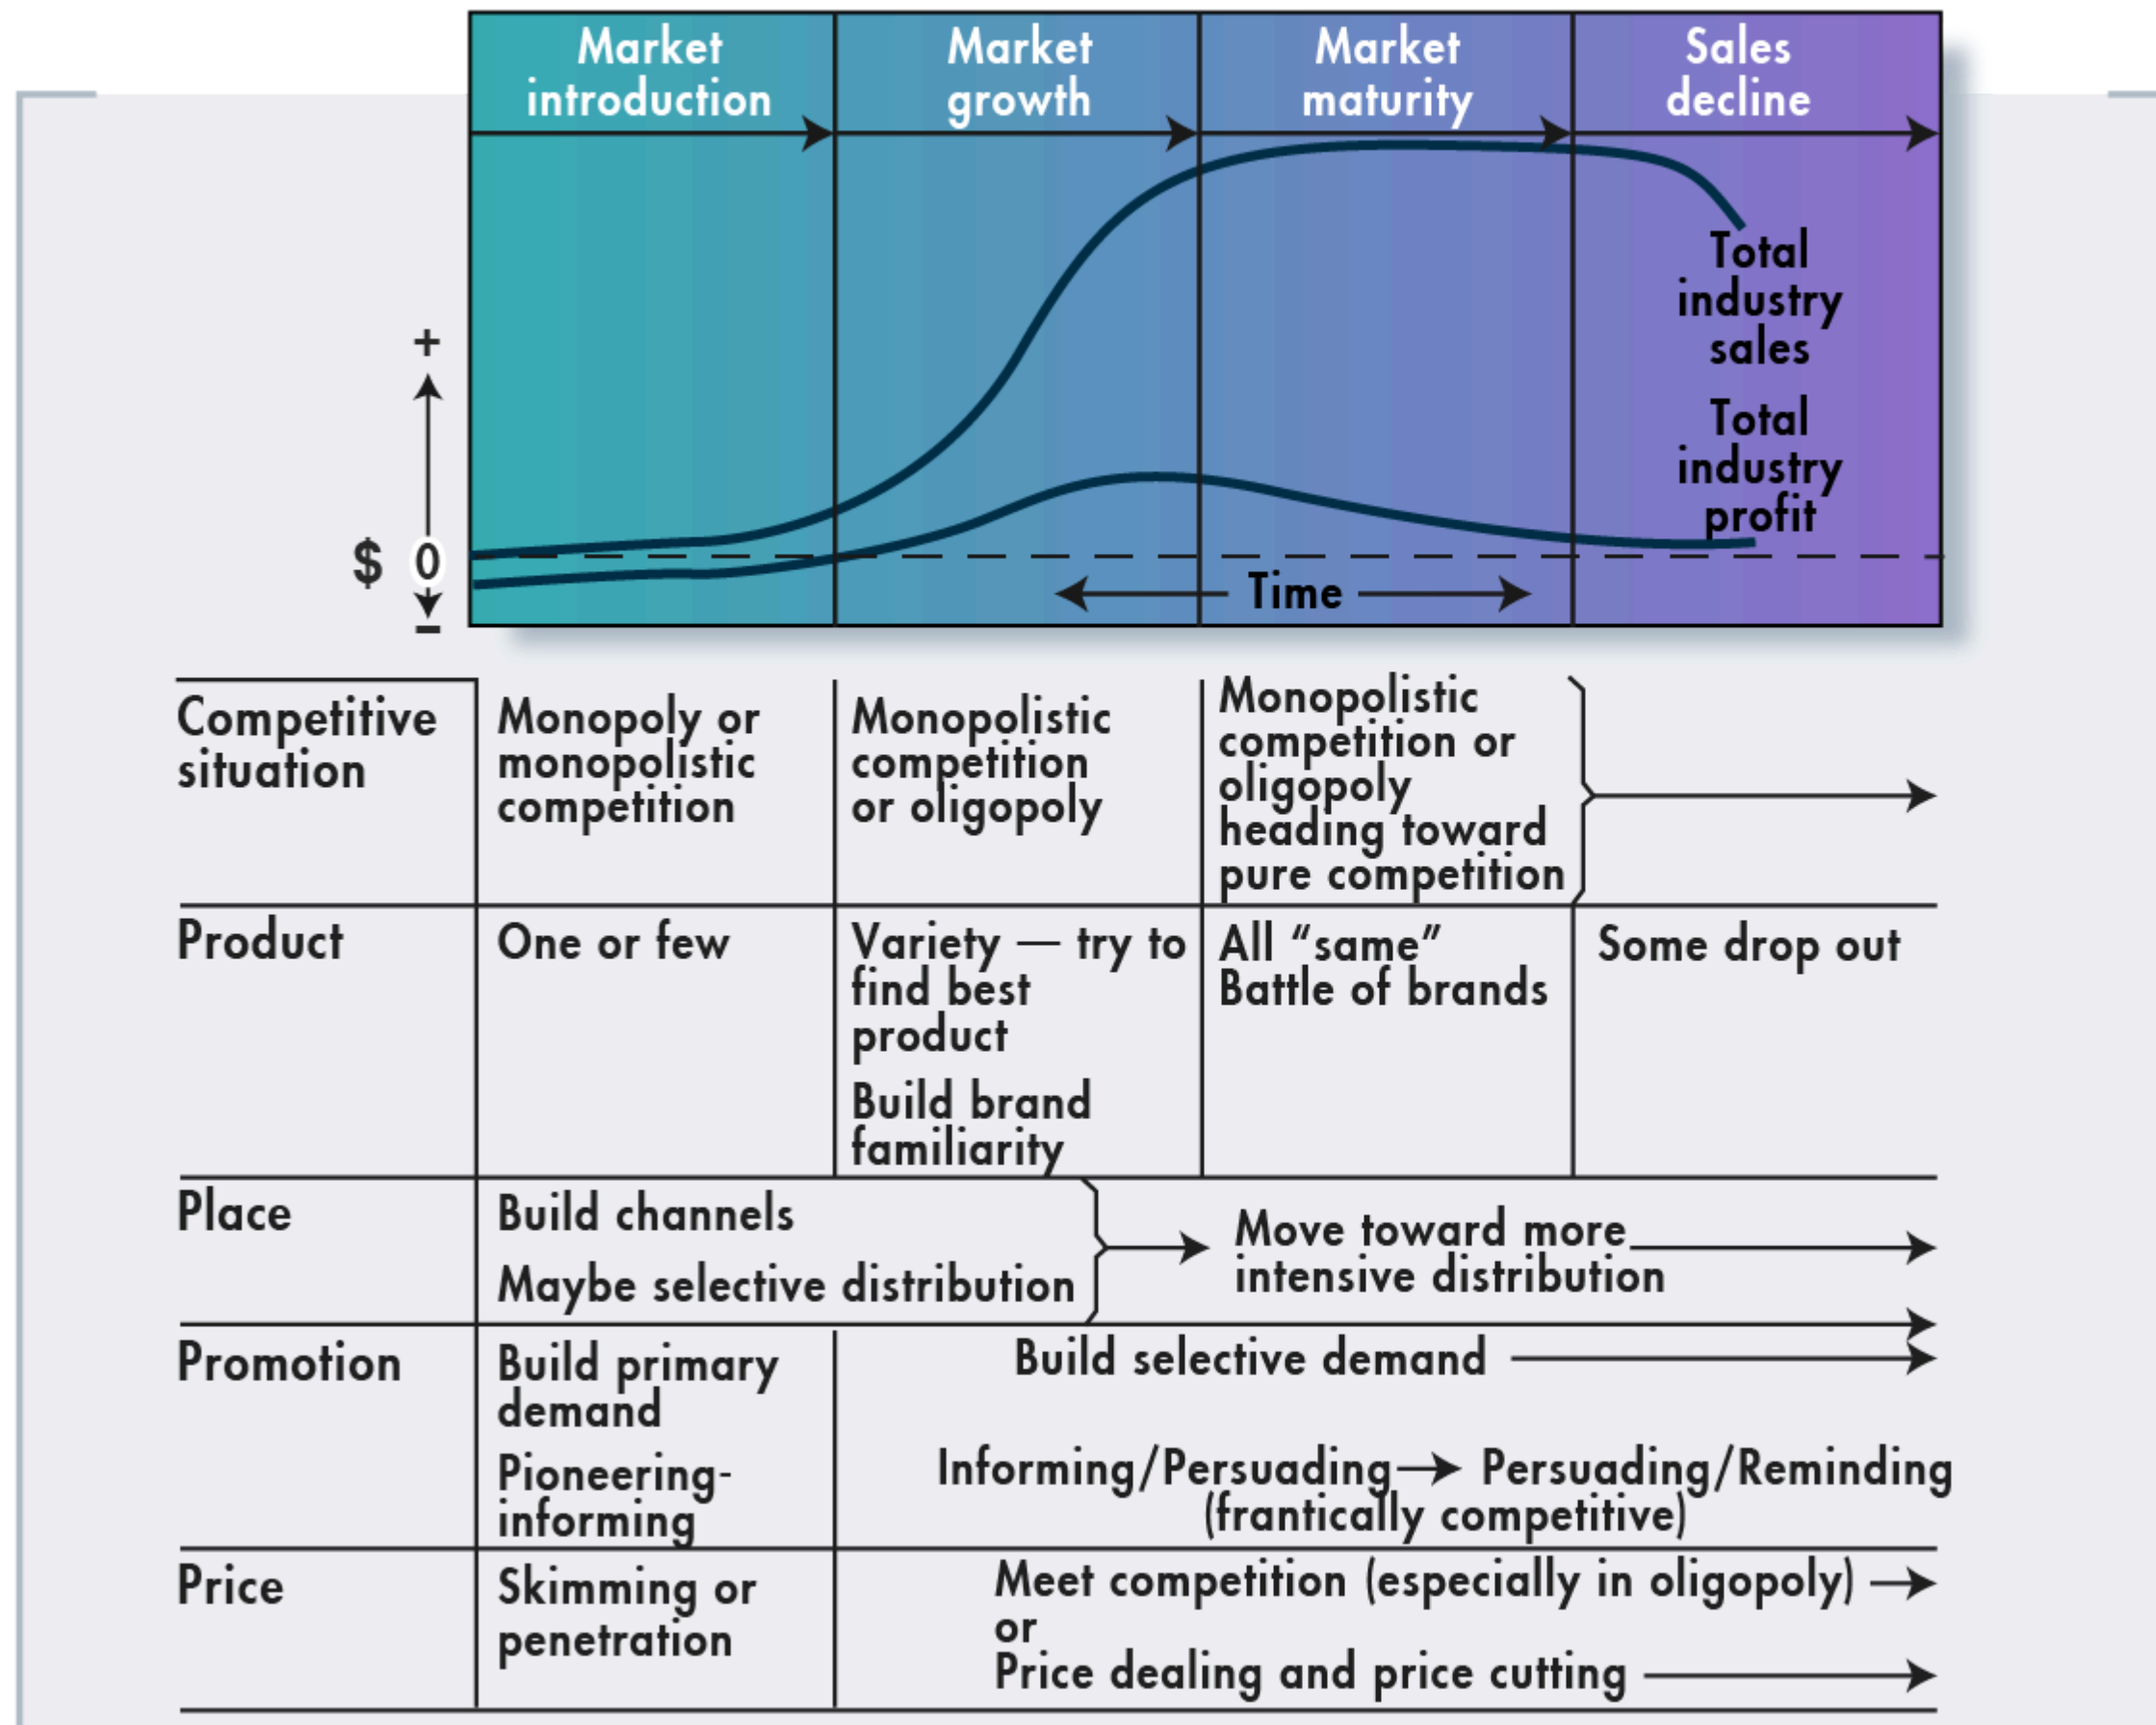 Market
introduction
Market
growth
Market
maturity
Sales
decline
+
$ 0
–
Total
industry
sales
Total
industry
profit
Time
Competitive
situation
Monopoly or
monopolistic
competition
Monopolistic
competition
or oligopoly
Monopolistic
competition or
oligopoly
heading toward
pure competition
Product
One or few
Variety — try to
find best
product
Build brand
familiarity
All “same”
Battle of brands
Some drop out
Place
Build channels
Maybe selective distribution
Move toward more
intensive distribution
Promotion
Build primary
demand
Pioneering-
informing
Build selective demand
Informing/Persuading Persuading/Reminding
(frantically competitive)
Price
Skimming or
penetration
Meet competition (especially in oligopoly)
or
Price dealing and price cutting